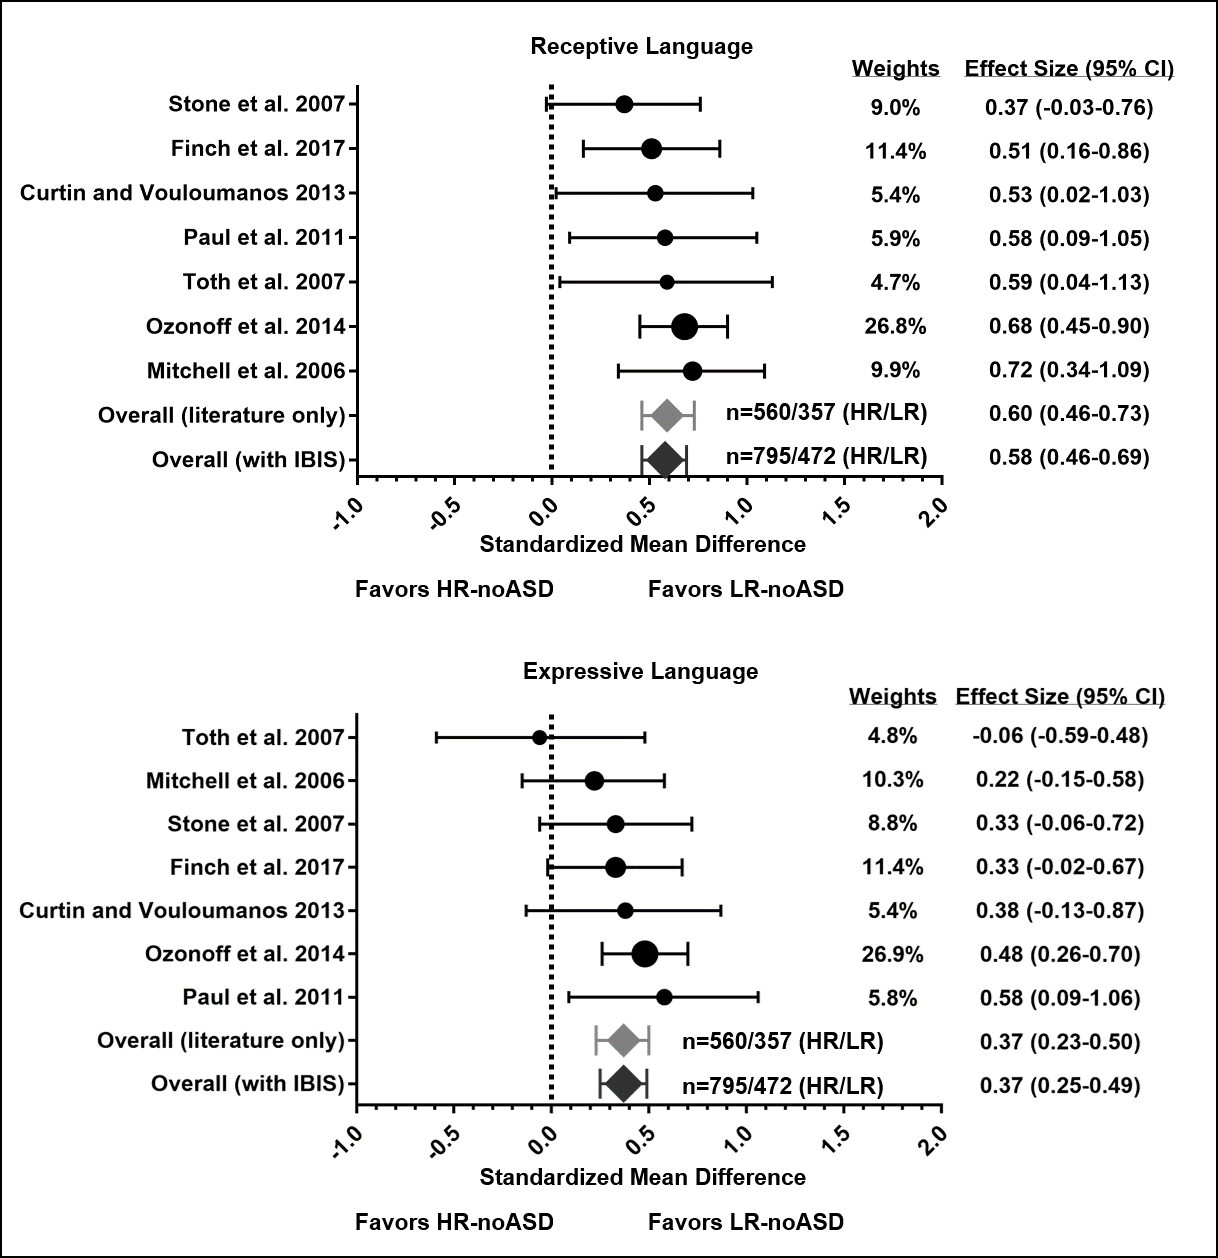 Receptive Language
Weights Effect Size (95% CI)
Stone et al. 2007 9.0% 0.37 (-0.03-0.76)
Finch et al. 2017 11.4% 0.51 (0.16-0.86)
Curtin and Vouloumanos 2013 5.4% 0.53 (0.02-1.03)
Paul et al. 2011 5.9% 0.58 (0.09-1.05)
Toth et al. 2007 4.7% 0.59 (0.04-1.13)
Ozonoff et al. 2014 26.8% 0.68 (0.45-0.90)
Mitchell et al. 2006 9.9% 0.72 (0.34-1.09)
Overall (literature only) n=560/357 (HR/LR) 0.60 (0.46-0.73)
Overall (with IBIS) n=795/472 (HR/LR) 0.58 (0.46-0.69)
-1.0 -0.5 0.0 0.5 1.0 1.5 2.0
Standardized Mean Difference
Favors HR-noASD Favors LR-noASD
Expressive Language
Weights Effect Size (95% CI)
Toth et al. 2007 4.8% -0.06 (-0.59-0.48)
Mitchell et al. 2006 10.3% 0.22 (-0.15-0.58)
Stone et al. 2007 8.8% 0.33 (-0.06-0.72)
Finch et al. 2017 11.4% 0.33 (-0.02-0.67)
Curtin and Vouloumanos 2013 5.4% 0.38 (-0.13-0.87)
Ozonoff et al. 2014 26.9% 0.48 (0.26-0.70)
Paul et al. 2011 5.8% 0.58 (0.09-1.06)
Overall (literature only) n=560/357 (HR/LR) 0.37 (0.23-0.50)
Overall (with IBIS) n=795/472 (HR/LR) 0.37 (0.25-0.49)
-1.0 -0.5 0.0 0.5 1.0 1.5 2.0
Standardized Mean Difference
Favors HR-noASD Favors LR-noASD